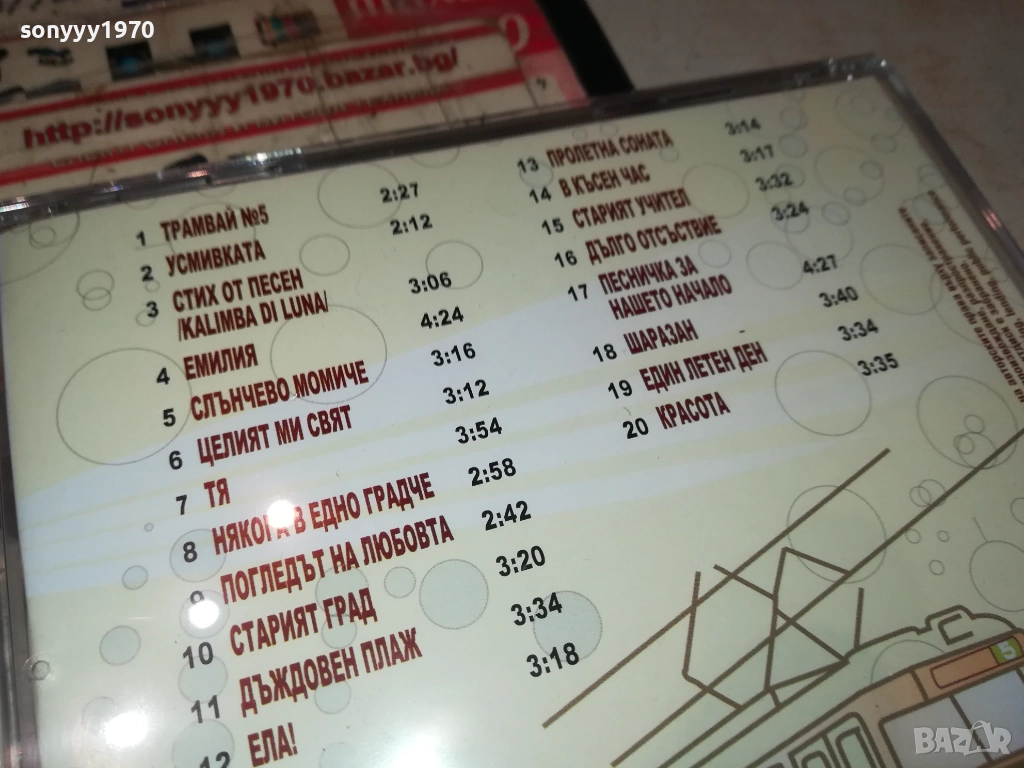 sonyyy1970
http://sonyyy1970.bazar.bg/
1 ТРАМВАЙ №5 2:27
2 УСМИВКАТА 2:12
3 СТИХ ОТ ПЕСЕН
/KALIMBA DI LUNA/ 3:06
4 ЕМИЛИЯ 4:24
5 СЛЪНЧЕВО МОМИЧЕ 3:16
6 ЦЕЛИЯТ МИ СВЯТ 3:12
7 ТЯ 3:54
8 НЯКОГА В ЕДНО ГРАДЧЕ 2:58
9 ПОГЛЕДЪТ НА ЛЮБОВТА 2:42
10 СТАРИЯТ ГРАД 3:20
11 ДЪЖДОВЕН ПЛАЖ 3:34
12 ЕЛА! 3:18
13 ПРОЛЕТНА СОНАТА 3:14
14 В КЪСЕН ЧАС 3:17
15 СТАРИЯТ УЧИТЕЛ 3:32
16 ДЪЛГО ОТСЪСТВИЕ 3:24
17 ПЕСНИЧКА ЗА
НАШЕТО НАЧАЛО 4:27
18 ШАРАЗАН 3:40
19 ЕДИН ЛЕТЕН ДЕН 3:34
20 КРАСОТА 3:35
5
BAZAR